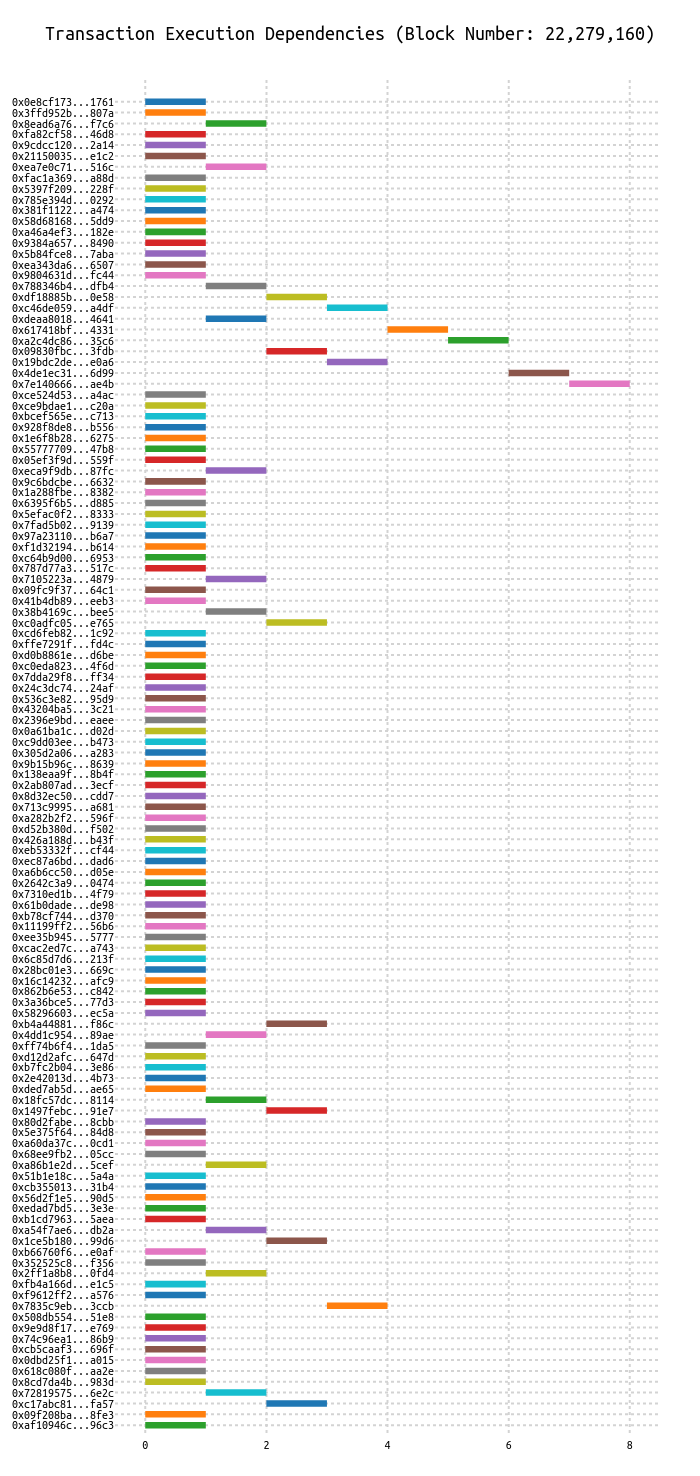 Transaction Execution Dependencies (Block Number: 22,279,160)
0x0e8cf173...1761
0x3ffd952b...807a
0x8ead6a76...f7c6
0xfa82cf58...46d8
0x9cdcc120...2a14
0x21150035...e1c2
0xea7e0c71...516c
0xfac1a369...a88d
0x5397f209...228f
0x785e394d...0292
0x381f1122...a474
0x58d68168...5dd9
0xa46a4ef3...182e
0x9384a657...8490
0x5b84fce8...7aba
0xea343da6...6507
0x9804631d...fc44
0x788346b4...dfb4
0xdf18885b...0e58
0xc46de059...a4df
0xdeaa8018...4641
0x617418bf...4331
0xa2c4dc86...35c6
0x09830fbc...3fdb
0x19bdc2de...e0a6
0x4de1ec31...6d99
0x7e140666...ae4b
0xce524d53...a4ac
0xce9bdae1...c20a
0xbcef565e...c713
0x928f8de8...b556
0x1e6f8b28...6275
0x55777709...47b8
0x05ef3f9d...559f
0xeca9f9db...87fc
0x9c6bdcbe...6632
0x1a288fbe...8382
0x6395f6b5...d885
0x5efac0f2...8333
0x7fad5b02...9139
0x97a23110...b6a7
0xf1d32194...b614
0xc64b9d00...6953
0x787d77a3...517c
0x7105223a...4879
0x09fc9f37...64c1
0x41b4db89...eeb3
0x38b4169c...bee5
0xc0adfc05...e765
0xcd6feb82...1c92
0xffe7291f...fd4c
0xd0b8861e...d6be
0xc0eda823...4f6d
0x7dda29f8...ff34
0x24c3dc74...24af
0x536c3e82...95d9
0x43204ba5...3c21
0x2396e9bd...eaee
0x0a61ba1c...d02d
0xc9dd03ee...b473
0x305d2a06...a283
0x9b15b96c...8639
0x138eaa9f...8b4f
0x2ab807ad...3ecf
0x8d32ec50...cdd7
0x713c9995...a681
0xa282b2f2...596f
0xd52b380d...f502
0x426a188d...b43f
0xeb53332f...cf44
0xec87a6bd...dad6
0xa6b6cc50...d05e
0x2642c3a9...0474
0x7310ed1b...4f79
0x61b0dade...de98
0xb78cf744...d370
0x11199ff2...56b6
0xee35b945...5777
0xcac2ed7c...a743
0x6c85d7d6...213f
0x28bc01e3...669c
0x16c14232...afc9
0x862b6e53...c842
0x3a36bce5...77d3
0x58296603...ec5a
0xb4a44881...f86c
0x4dd1c954...89ae
0xff74b6f4...1da5
0xd12d2afc...647d
0xb7fc2b04...3e86
0x2e42013d...4b73
0xded7ab5d...ae65
0x18fc57dc...8114
0x1497febc...91e7
0x80d2fabe...8cbb
0x5e375f64...84d8
0xa60da37c...0cd1
0x68ee9fb2...05cc
0xa86b1e2d...5cef
0x51b1e18c...5a4a
0xcb355013...31b4
0x56d2f1e5...90d5
0xedad7bd5...3e3e
0xb1cd7963...5aea
0xa54f7ae6...db2a
0x1ce5b180...99d6
0xb66760f6...e0af
0x352525c8...f356
0x2ff1a8b8...0fd4
0xfb4a166d...e1c5
0xf9612ff2...a576
0x7835c9eb...3ccb
0x508db554...51e8
0x9e9d8f17...e769
0x74c96ea1...86b9
0xcb5caaf3...696f
0x0dbd25f1...a015
0x618c080f...aa2e
0x8cd7da4b...983d
0x72819575...6e2c
0xc17abc81...fa57
0x09f208ba...8fe3
0xaf10946c...96c3
0 2 4 6 8